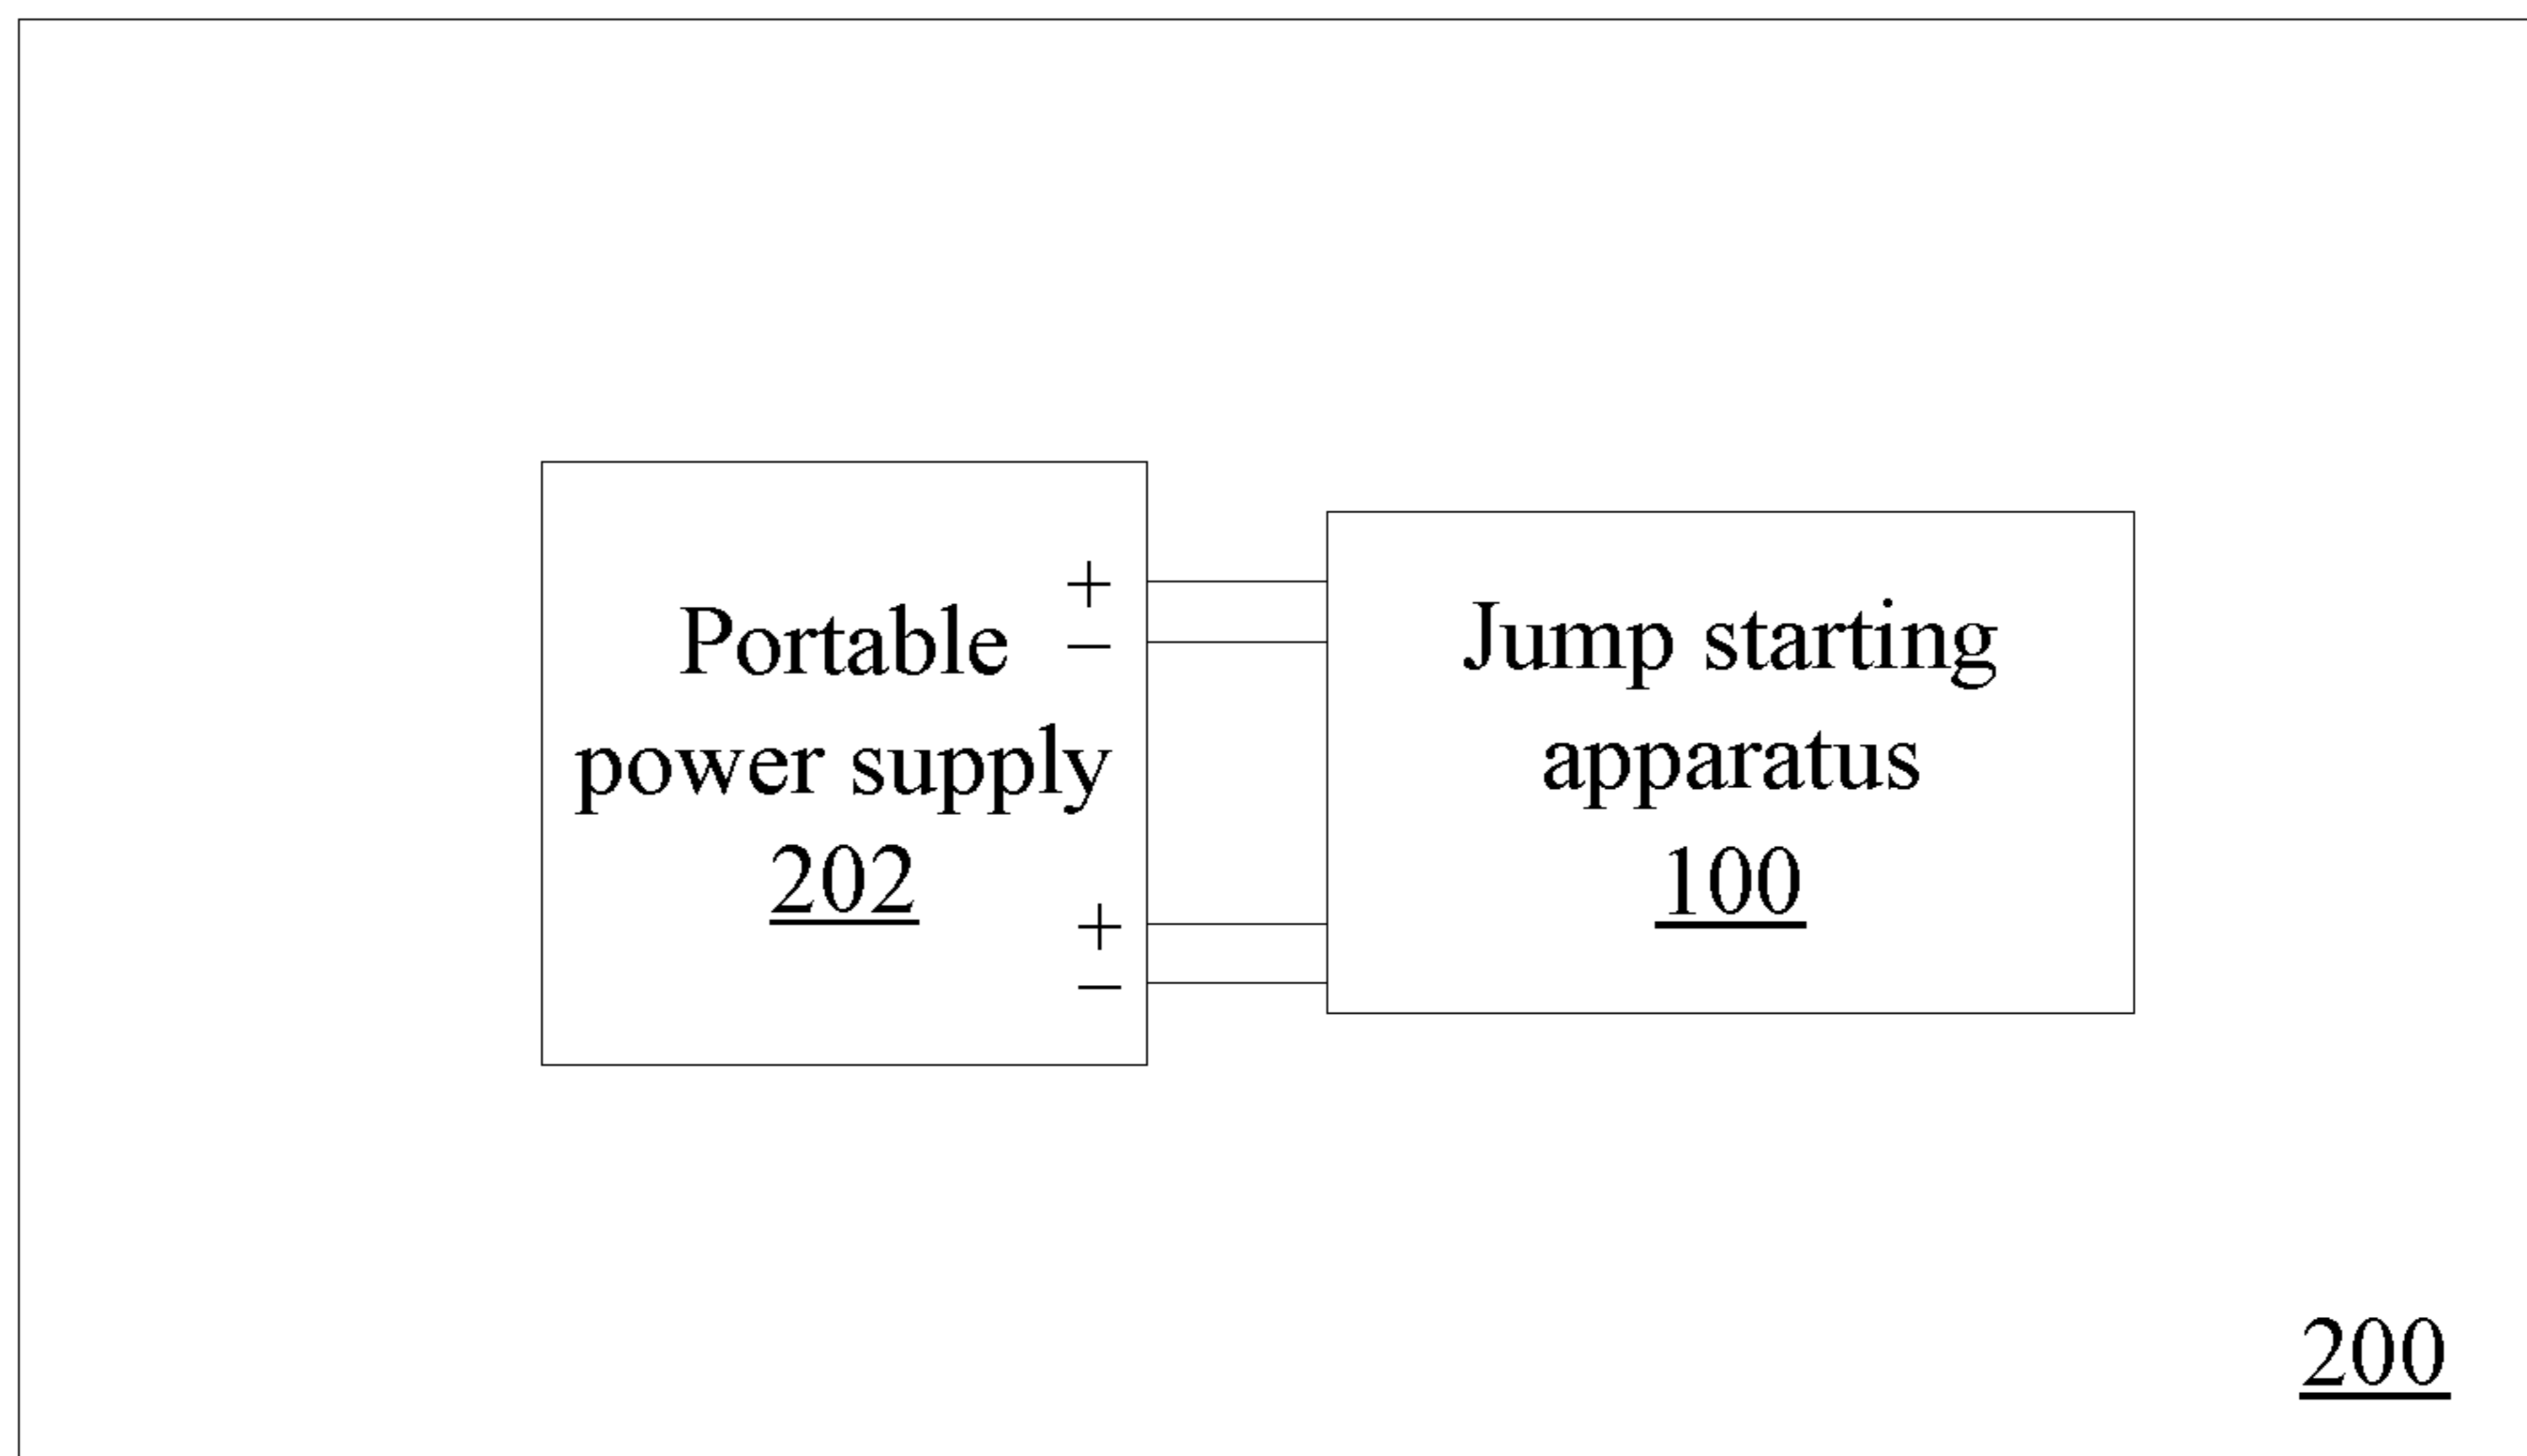 Portable
+
−
power supply
202
+
−
Jump starting
apparatus
100
200